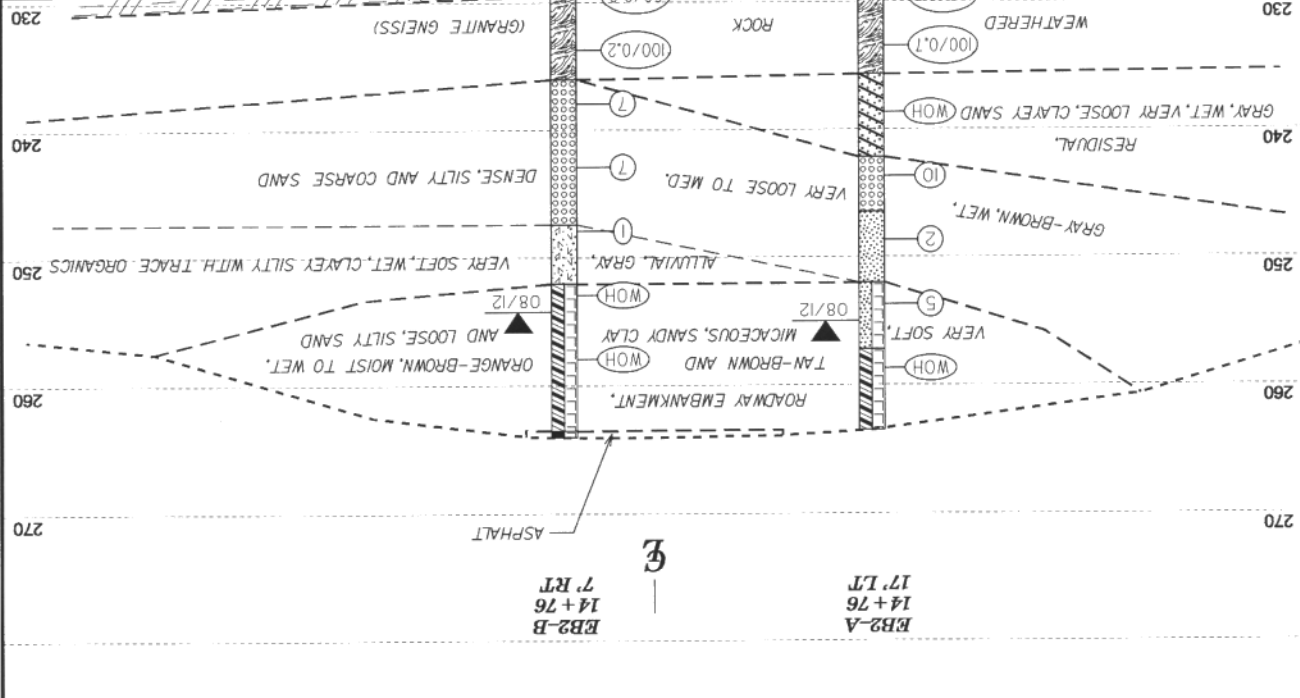 EB2-A
14+76
17' LT
EB2-B
14+76
7' RT
℄
ASPHALT
270
270
ROADWAY EMBANKMENT,
260
260
WOH
TAN-BROWN AND
WOH
ORANGE-BROWN, MOIST TO WET,
VERY SOFT,
MICACEOUS, SANDY CLAY
AND LOOSE, SILTY SAND
5
08/12
WOH
08/12
250
ALLUVIAL, GRAY,
VERY SOFT, WET, CLAYEY SILTY WITH TRACE ORGANICS
250
2
1
GRAY-BROWN, WET,
VERY LOOSE TO MED.
DENSE, SILTY AND COARSE SAND
10
7
RESIDUAL,
240
240
GRAY, WET, VERY LOOSE, CLAYEY SAND
WOH
7
100/0.7
100/0.2
WEATHERED
ROCK
(GRANITE GNEISS)
230
230